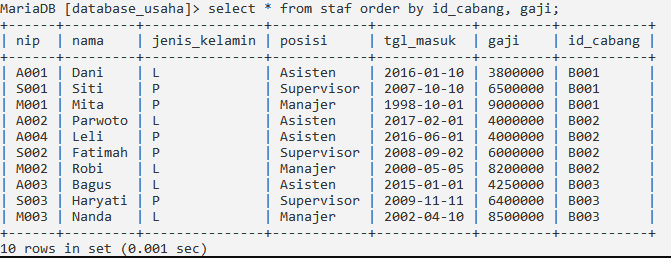 MariaDB [database_usaha]> select * from staf order by id_cabang, gaji;
+------+---------+---------------+------------+------------+---------+-----------+
| nip  | nama    | jenis_kelamin | posisi     | tgl_masuk  | gaji    | id_cabang |
+------+---------+---------------+------------+------------+---------+-----------+
| A001 | Dani    | L             | Asisten    | 2016-01-10 | 3800000 | B001      |
| S001 | Siti    | P             | Supervisor | 2007-10-10 | 6500000 | B001      |
| M001 | Mita    | P             | Manajer    | 1998-10-01 | 9000000 | B001      |
| A002 | Parwoto | L             | Asisten    | 2017-02-01 | 4000000 | B002      |
| A004 | Leli    | P             | Asisten    | 2016-06-01 | 4000000 | B002      |
| S002 | Fatimah | P             | Supervisor | 2008-09-02 | 6000000 | B002      |
| M002 | Robi    | L             | Manajer    | 2000-05-05 | 8200000 | B002      |
| A003 | Bagus   | L             | Asisten    | 2015-01-01 | 4250000 | B003      |
| S003 | Haryati | P             | Supervisor | 2009-11-11 | 6400000 | B003      |
| M003 | Nanda   | L             | Manajer    | 2002-04-10 | 8500000 | B003      |
+------+---------+---------------+------------+------------+---------+-----------+
10 rows in set (0.001 sec)